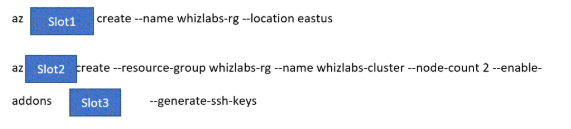 az Slot1 create --name whizlabs-rg --location eastus
az Slot2 create --resource-group whizlabs-rg --name whizlabs-cluster --node-count 2 --enable-
addons Slot3 --generate-ssh-keys